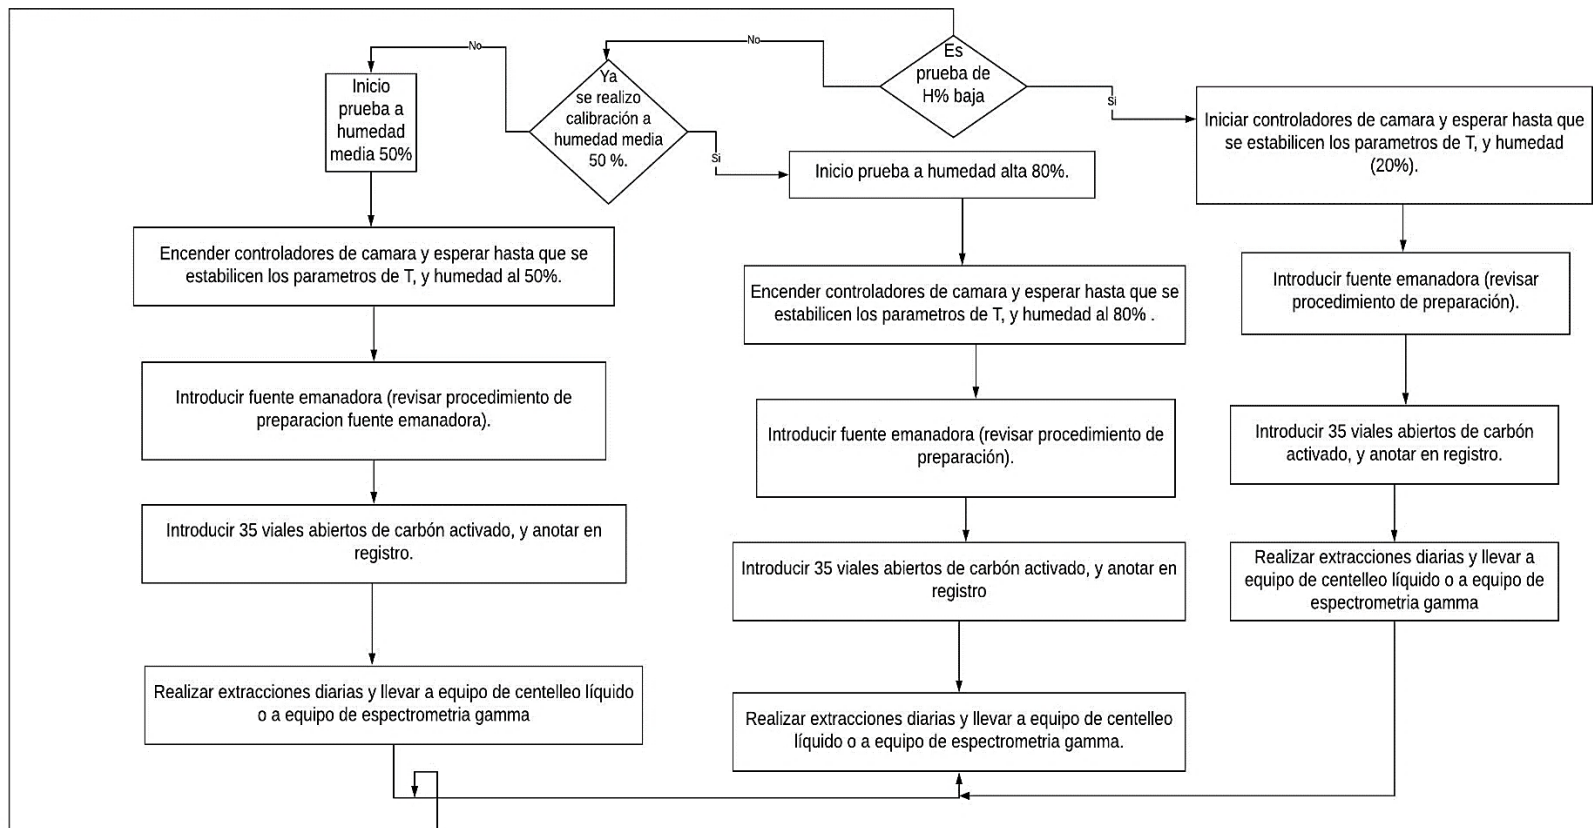 No
Inicio
prueba a
humedad
media 50%
Ya
se realizo
calibración a
humedad media
50 %.
No
Es
prueba de
H% baja
Si
Si
Inicio prueba a humedad alta 80%.
Iniciar controladores de camara y esperar hasta que
se estabilicen los parametros de T, y humedad
(20%).
Encender controladores de camara y esperar hasta que se
estabilicen los parametros de T, y humedad al 50%.
Encender controladores de camara y esperar hasta que se
estabilicen los parametros de T, y humedad al 80% .
Introducir fuente emanadora (revisar
procedimiento de preparación).
Introducir fuente emanadora (revisar procedimiento de
preparacion fuente emanadora).
Introducir fuente emanadora (revisar procedimiento de
preparación).
Introducir 35 viales abiertos de carbón
activado, y anotar en registro.
Introducir 35 viales abiertos de carbón activado, y anotar en
registro.
Introducir 35 viales abiertos de carbón activado, y anotar en
registro
Realizar extracciones diarias y llevar a
equipo de centelleo líquido o a equipo de
espectrometria gamma
Realizar extracciones diarias y llevar a equipo de centelleo líquido
o a equipo de espectrometria gamma
Realizar extracciones diarias y llevar a equipo de centelleo
líquido o a equipo de espectrometria gamma.